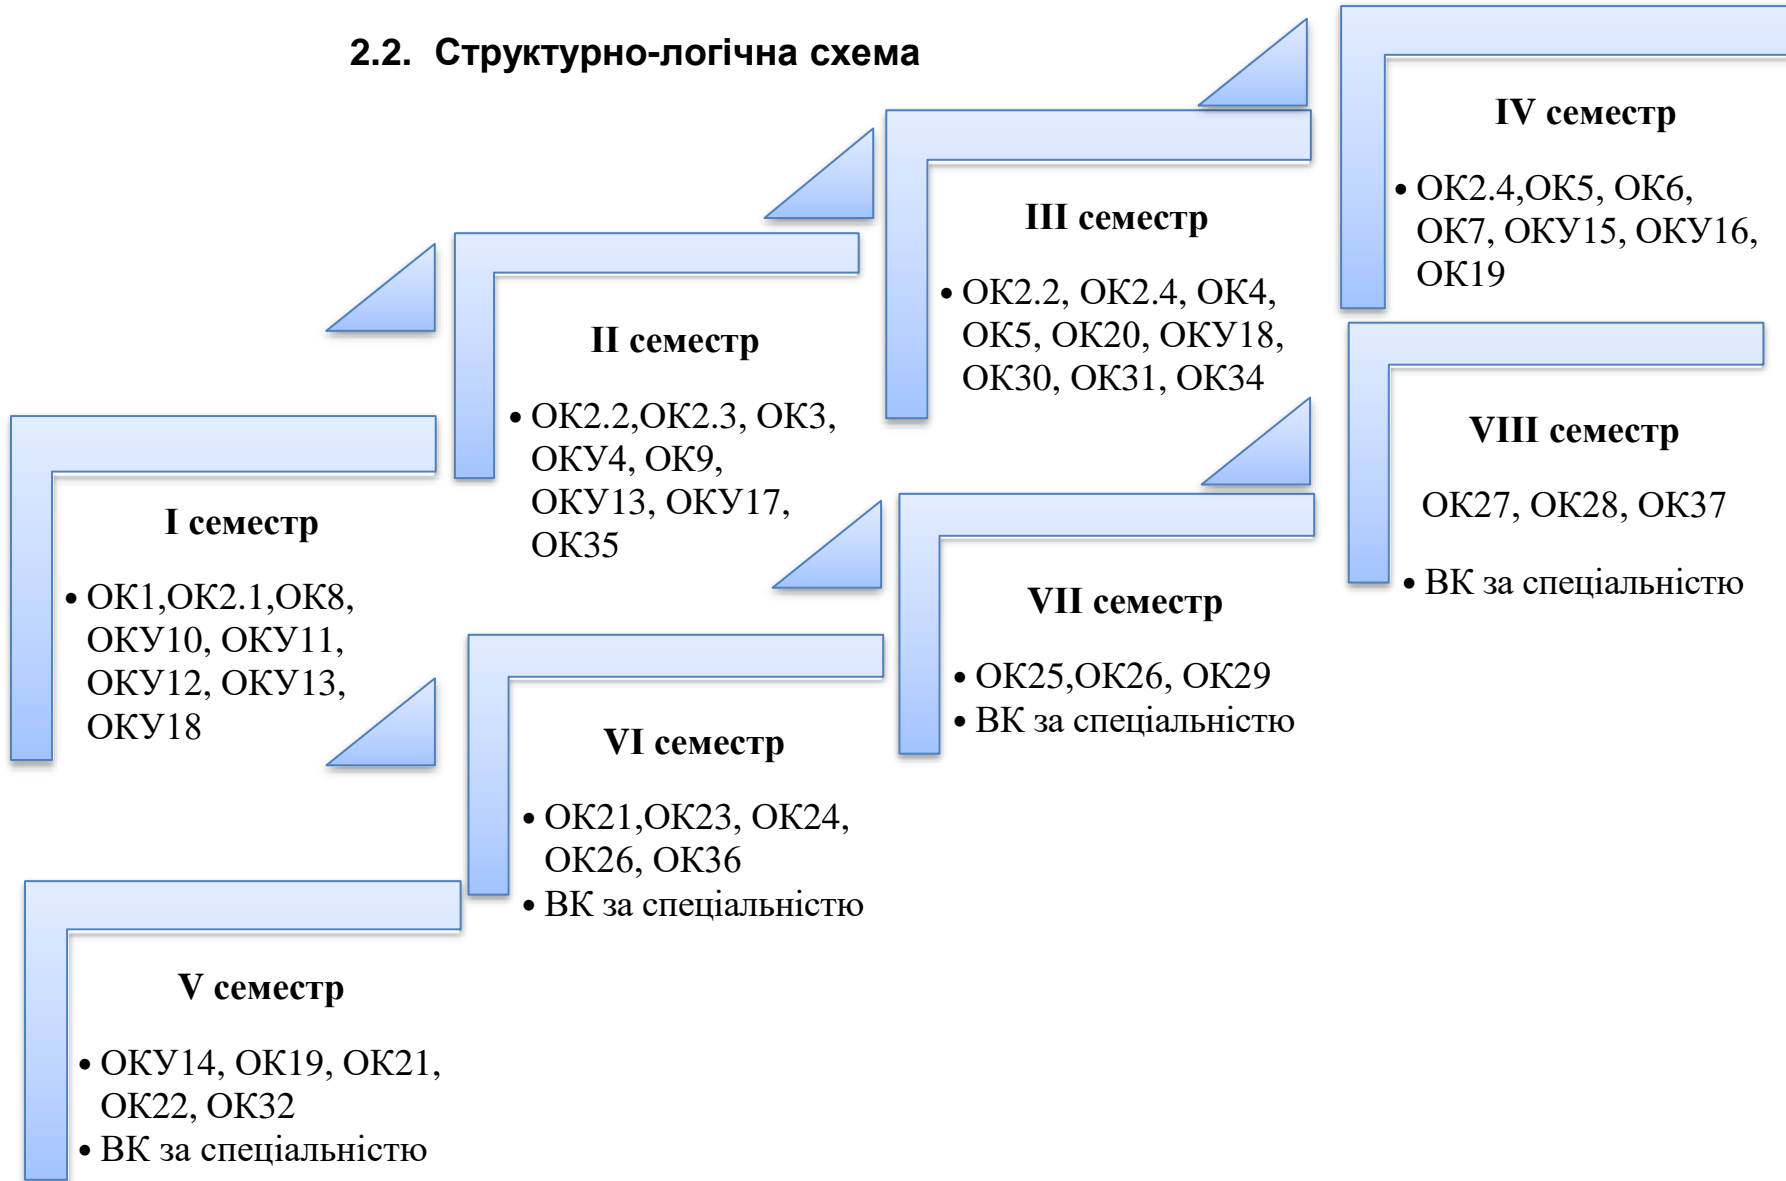 2.2. Структурно-логічна схема
I семестр
• ОК1,ОК2.1,ОК8,
ОКУ10, ОКУ11,
ОКУ12, ОКУ13,
ОКУ18
II семестр
• ОК2.2,ОК2.3, ОК3,
ОКУ4, ОК9,
ОКУ13, ОКУ17,
ОК35
III семестр
• ОК2.2, ОК2.4, ОК4,
ОК5, ОК20, ОКУ18,
ОК30, ОК31, ОК34
IV семестр
• ОК2.4,ОК5, ОК6,
ОК7, ОКУ15, ОКУ16,
ОК19
V семестр
• ОКУ14, ОК19, ОК21,
ОК22, ОК32
• ВК за спеціальністю
VI семестр
• ОК21,ОК23, ОК24,
ОК26, ОК36
• ВК за спеціальністю
VII семестр
• ОК25,ОК26, ОК29
• ВК за спеціальністю
VIII семестр
ОК27, ОК28, ОК37
• ВК за спеціальністю